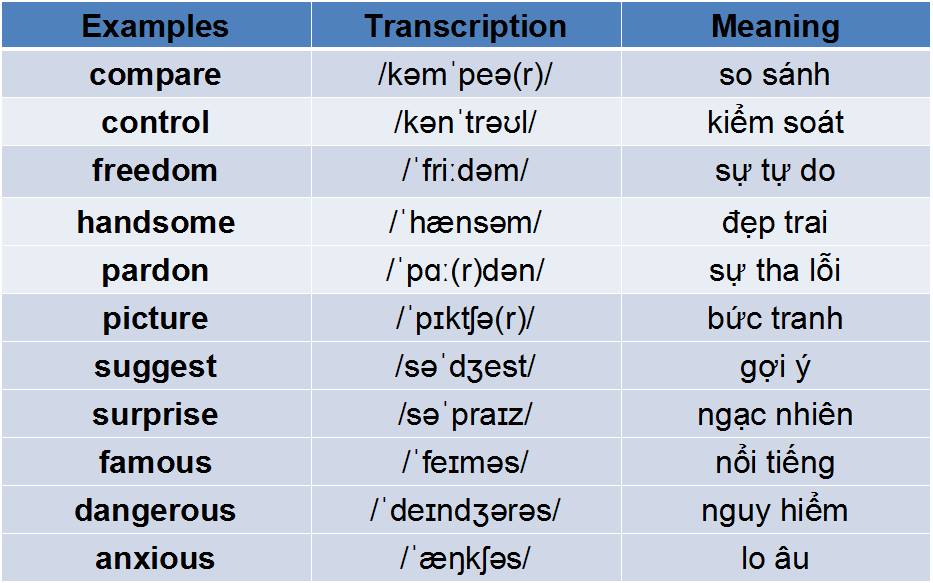 Examples Transcription Meaning
compare /kəmˈpeə(r)/ so sánh
control /kənˈtrəʊl/ kiểm soát
freedom /ˈfriːdəm/ sự tự do
handsome /ˈhænsəm/ đẹp trai
pardon /ˈpɑː(r)dən/ sự tha lỗi
picture /ˈpɪktʃə(r)/ bức tranh
suggest /səˈdʒest/ gợi ý
surprise /səˈpraɪz/ ngạc nhiên
famous /ˈfeɪməs/ nổi tiếng
dangerous /ˈdeɪndʒərəs/ nguy hiểm
anxious /ˈæŋkʃəs/ lo âu